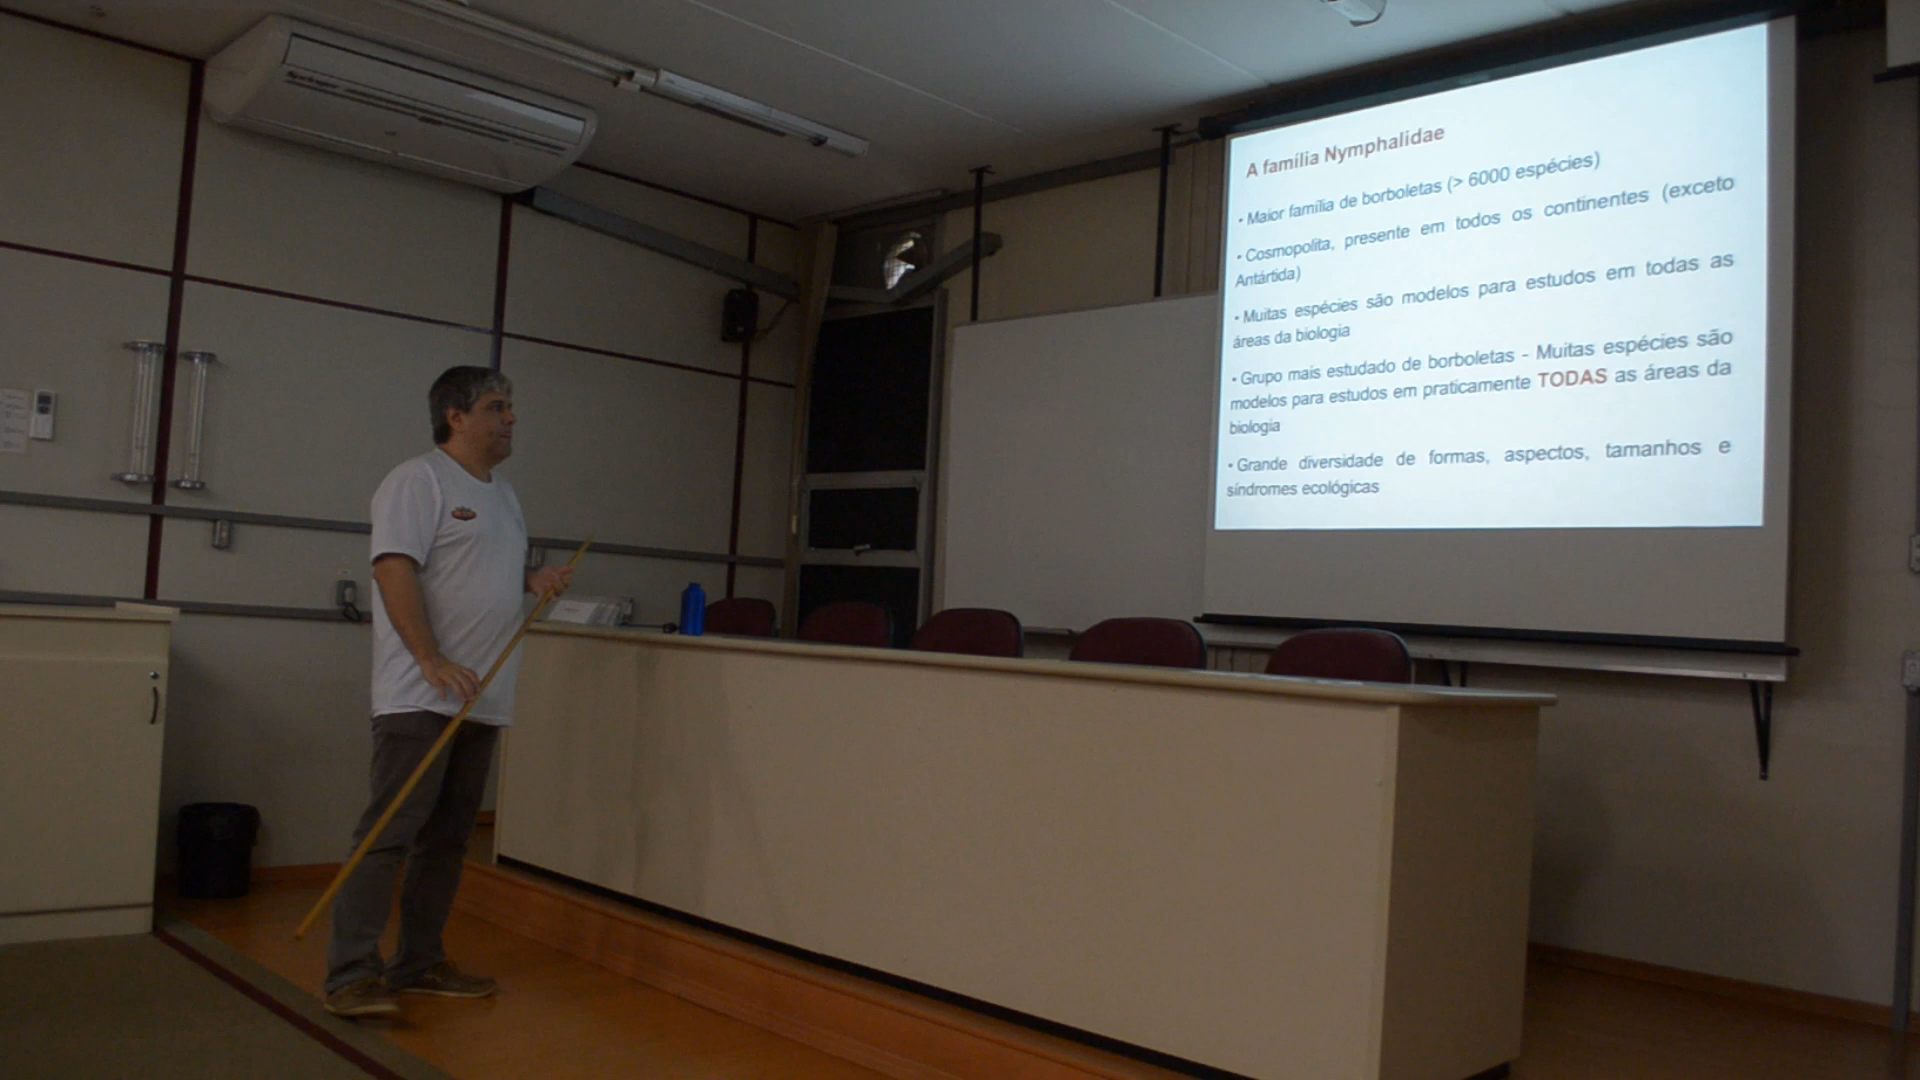 A família Nymphalidae
• Maior família de borboletas (> 6000 espécies)
• Cosmopolita, presente em todos os continentes (exceto
Antártida)
• Muitas espécies são modelos para estudos em todas as
áreas da biologia
• Grupo mais estudado de borboletas - Muitas espécies são
modelos para estudos em praticamente TODAS as áreas da
biologia
• Grande diversidade de formas, aspectos, tamanhos e
síndromes ecológicas